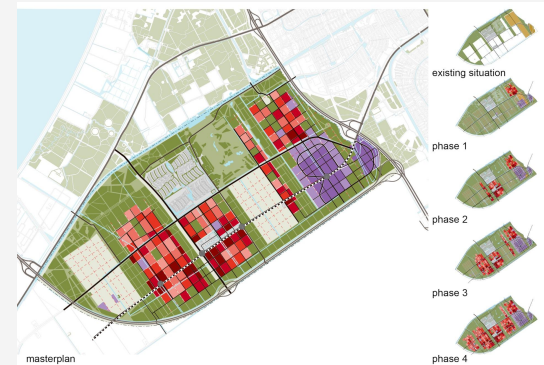 existing situation
phase 1
phase 2
phase 3
phase 4
masterplan